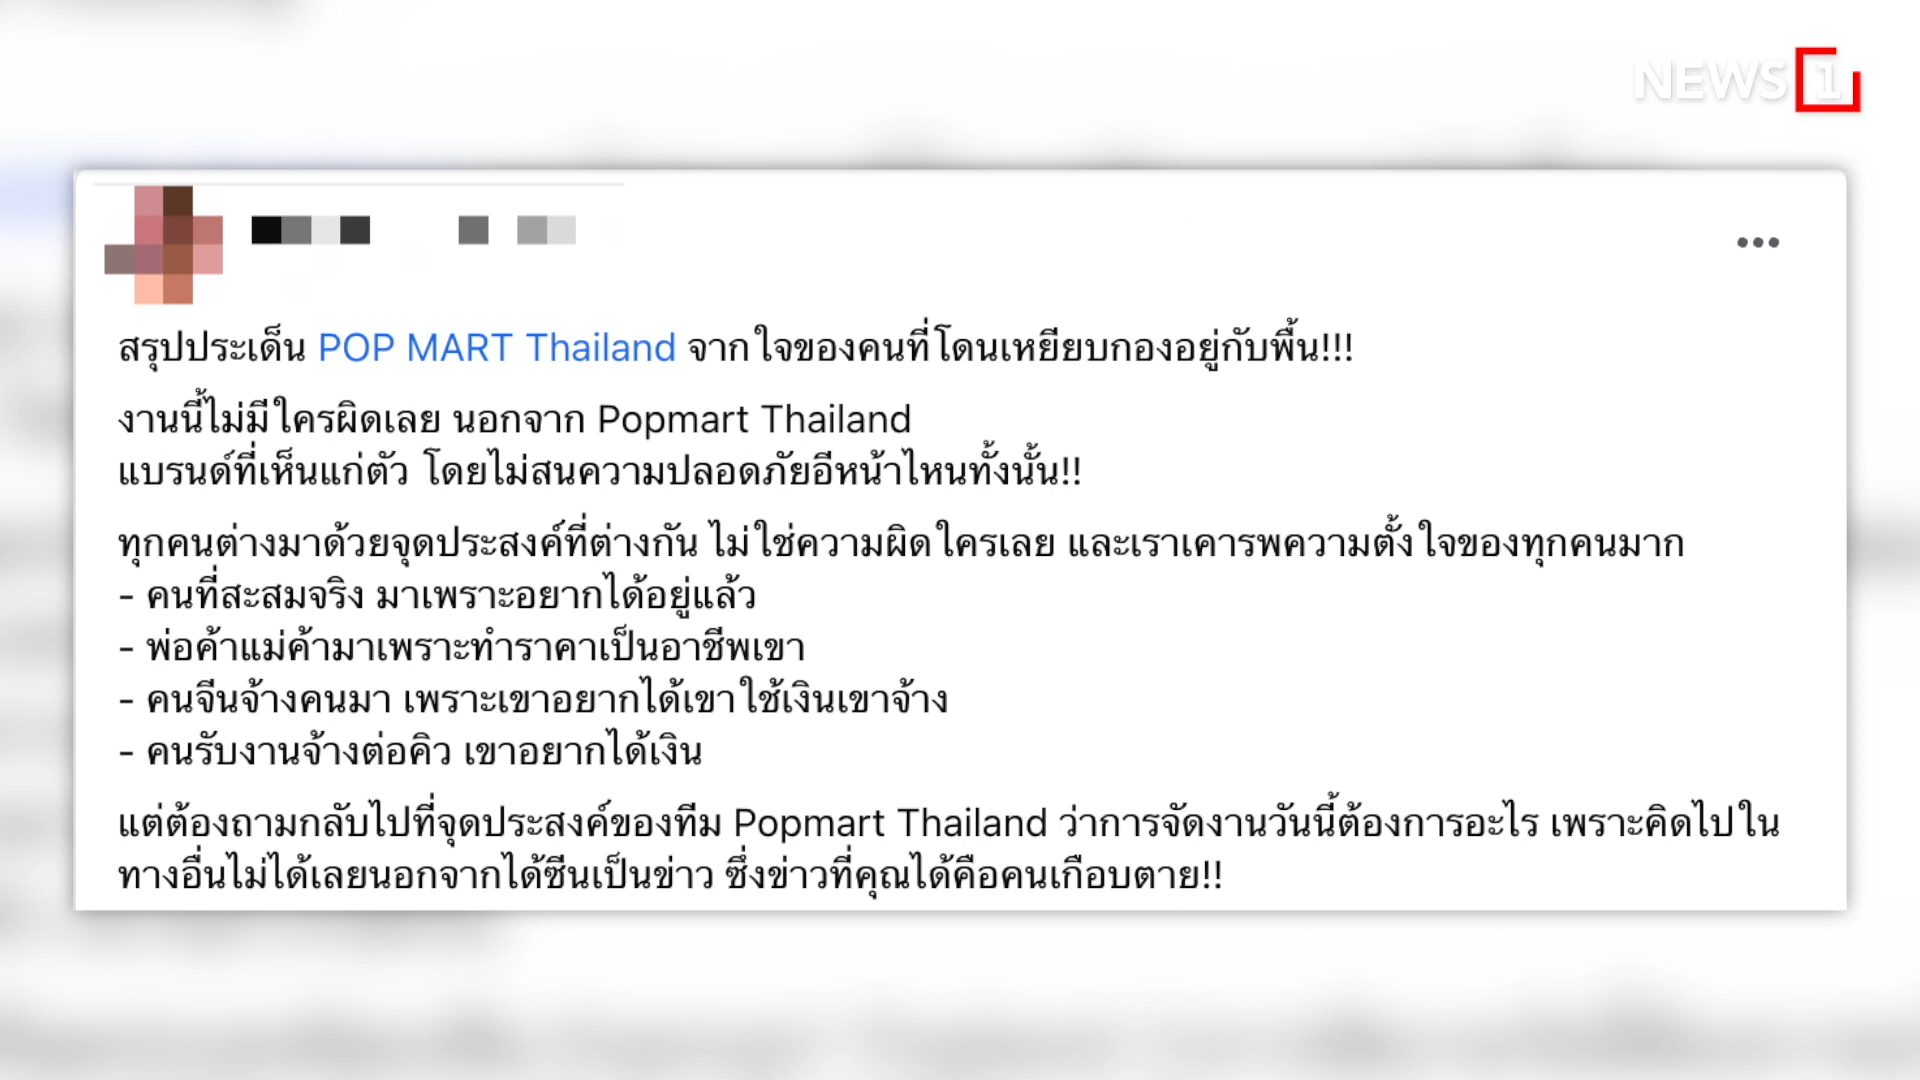 NEWS 1
สรุปประเด็น POP MART Thailand จากใจของคนที่โดนเหยียบกองอยู่กับพื้น!!!
งานนี้ไม่มีใครผิดเลย นอกจาก Popmart Thailand
แบรนด์ที่เห็นแก่ตัว โดยไม่สนความปลอดภัยอีหน้าไหนทั้งนั้น!!
ทุกคนต่างมาด้วยจุดประสงค์ที่ต่างกัน ไม่ใช่ความผิดใครเลย และเราเคารพความตั้งใจของทุกคนมาก
- คนที่สะสมจริง มาเพราะอยากได้อยู่แล้ว
- พ่อค้าแม่ค้ามาเพราะทำราคาเป็นอาชีพเขา
- คนจีนจ้างคนมา เพราะเขาอยากได้เขาใช้เงินเขาจ้าง
- คนรับงานจ้างต่อคิว เขาอยากได้เงิน
แต่ต้องถามกลับไปที่จุดประสงค์ของทีม Popmart Thailand ว่าการจัดงานวันนี้ต้องการอะไร เพราะคิดไปใน
ทางอื่นไม่ได้เลยนอกจากได้ซีนเป็นข่าว ซึ่งข่าวที่คุณได้คือคนเกือบตาย!!